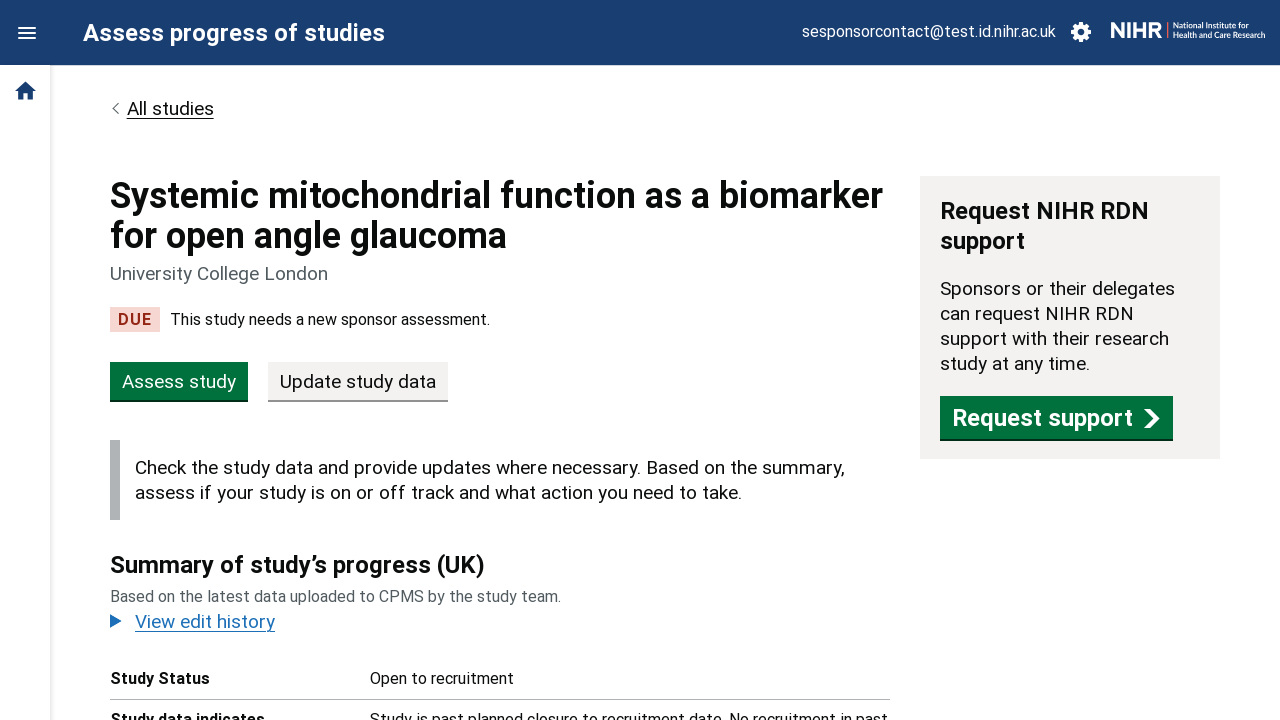 Assess progress of studies
sesponsorcontact@test.id.nihr.ac.uk
NIHR
National Institute for
Health and Care Research
All studies
Systemic mitochondrial function as a biomarker
for open angle glaucoma
University College London
DUE This study needs a new sponsor assessment.
Assess study
Update study data
Check the study data and provide updates where necessary. Based on the summary,
assess if your study is on or off track and what action you need to take.
Summary of study’s progress (UK)
Based on the latest data uploaded to CPMS by the study team.
View edit history
Study Status Open to recruitment
Study data indicates Study is past planned closure to recruitment date, No recruitment in past
Request NIHR RDN
support
Sponsors or their delegates
can request NIHR RDN
support with their research
study at any time.
Request support